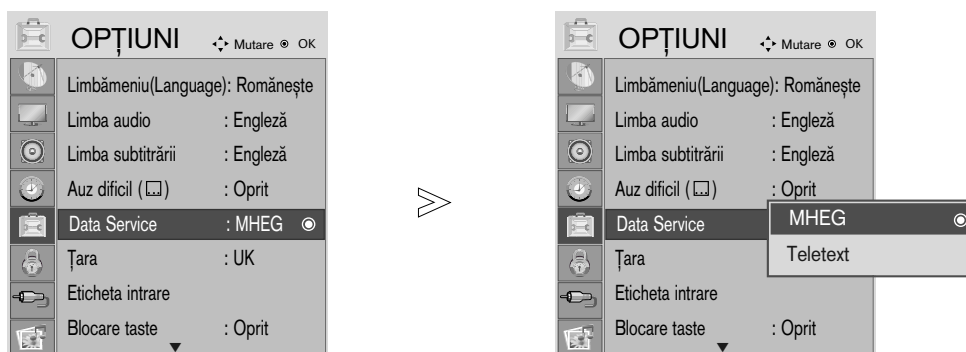 OPȚIUNI Mutare OK
Limbămeniu(Language): Românește
Limba audio : Engleză
Limba subtitrării : Engleză
Auz dificil ( ) : Oprit
Data Service : MHEG
Țara : UK
Eticheta intrare
Blocare taste : Oprit
OPȚIUNI Mutare OK
Limbămeniu(Language): Românește
Limba audio : Engleză
Limba subtitrării : Engleză
Auz dificil ( ) : Oprit
Data Service
MHEG
Țara
Teletext
Eticheta intrare
Blocare taste : Oprit